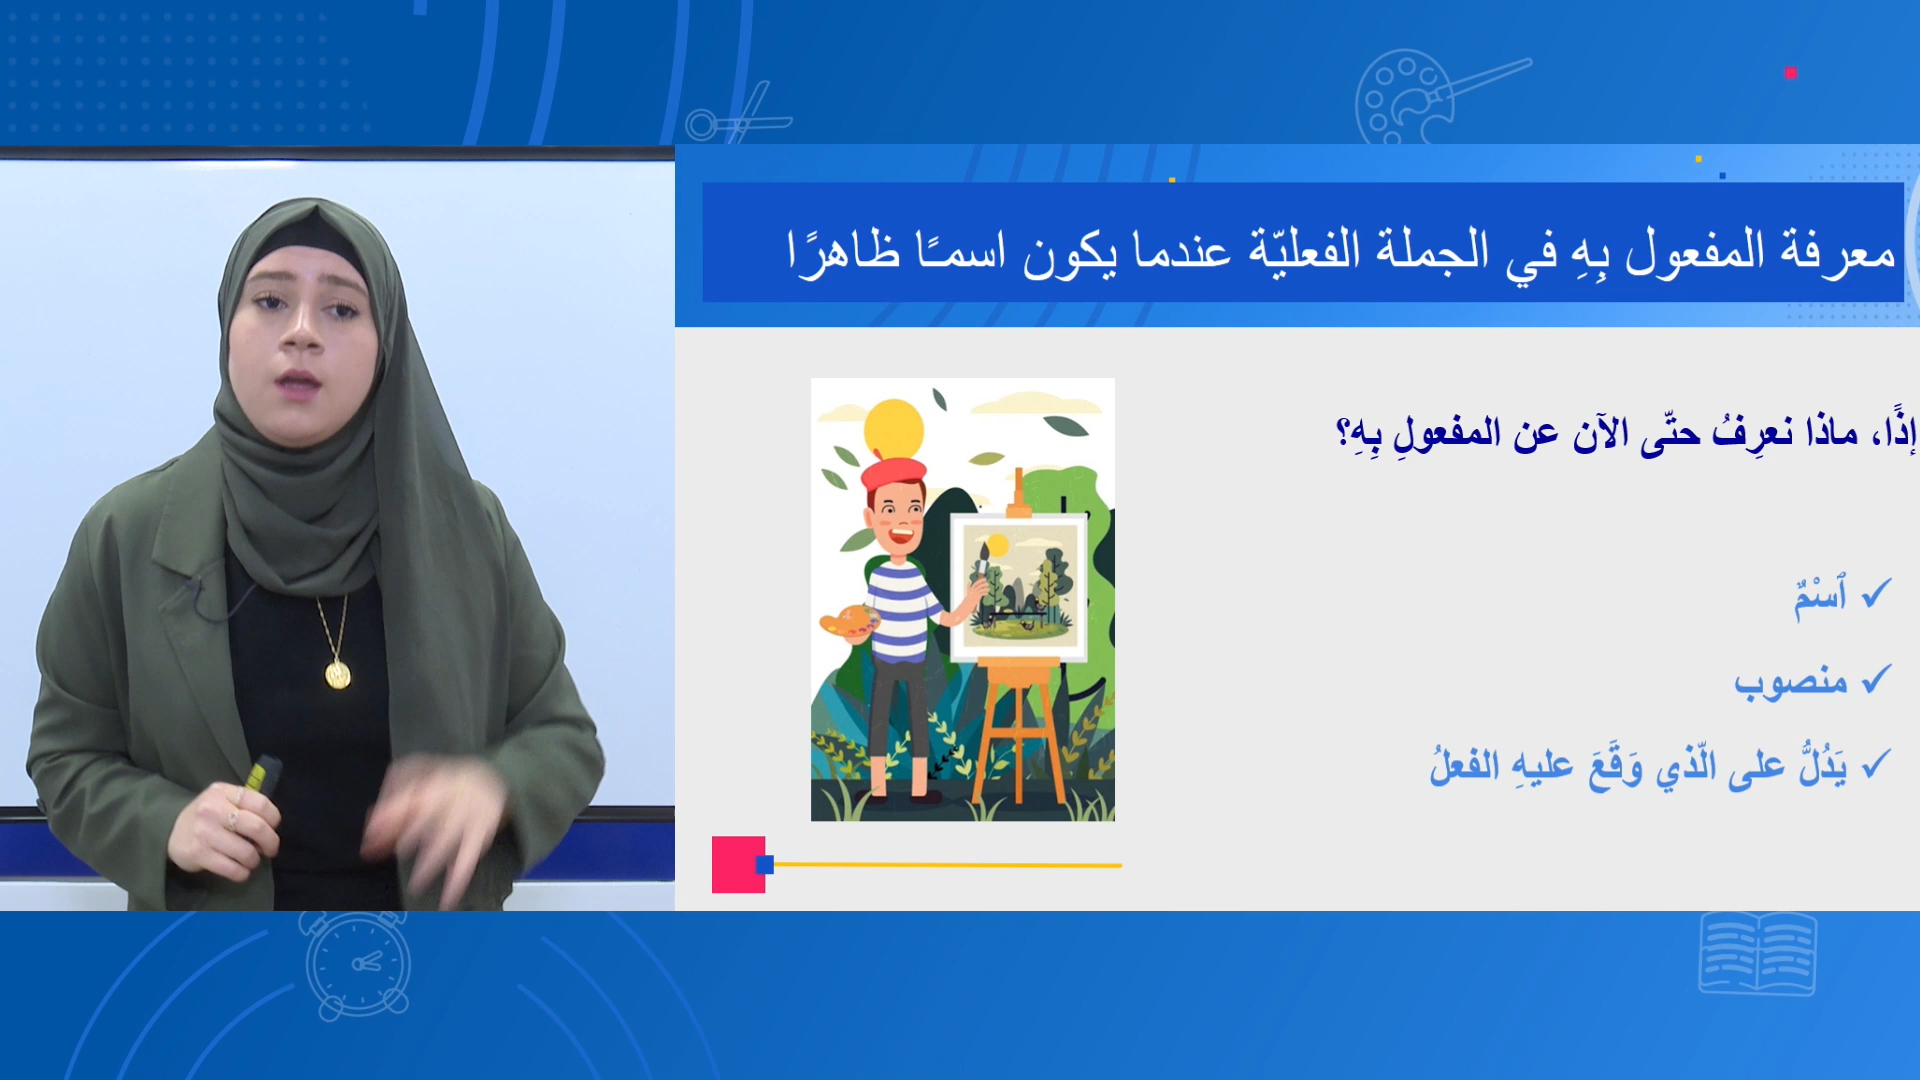 معرفة المفعول بِهِ في الجملة الفعليّة عندما يكون اسمـًا ظاهرًا
إذًا، ماذا نعرِفُ حتّى الآن عن المفعولِ بِهِ؟
✓ ٱسْمٌ
✓ منصوب
✓ يَدُلُّ على الّذي وَقَعَ عليهِ الفعلُ